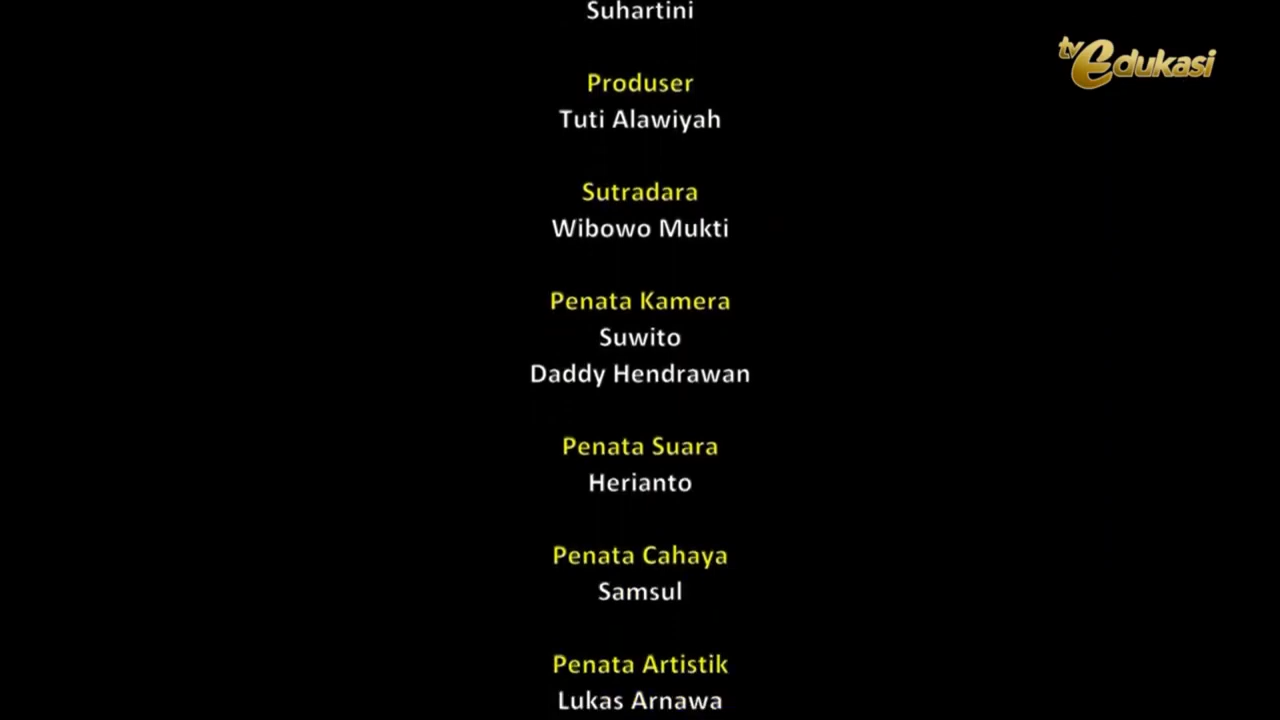 Suhartini
tv edukasi
Produser
Tuti Alawiyah
Sutradara
Wibowo Mukti
Penata Kamera
Suwito
Daddy Hendrawan
Penata Suara
Herianto
Penata Cahaya
Samsul
Penata Artistik
Lukas Arnawa